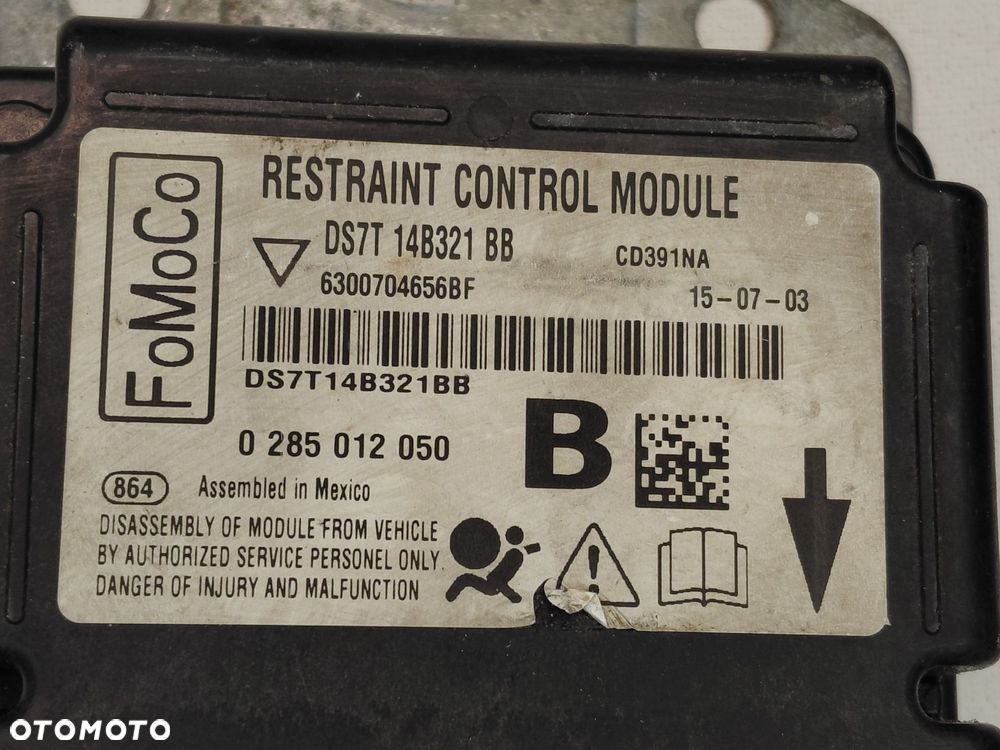 FoMoCo
RESTRAINT CONTROL MODULE
DS7T 14B321 BB
CD391NA
6300704656BF
15-07-03
DS7T14B321BB
0 285 012 050
B
864 Assembled in Mexico
DISASSEMBLY OF MODULE FROM VEHICLE
BY AUTHORIZED SERVICE PERSONEL ONLY.
DANGER OF INJURY AND MALFUNCTION
OTOMOTO